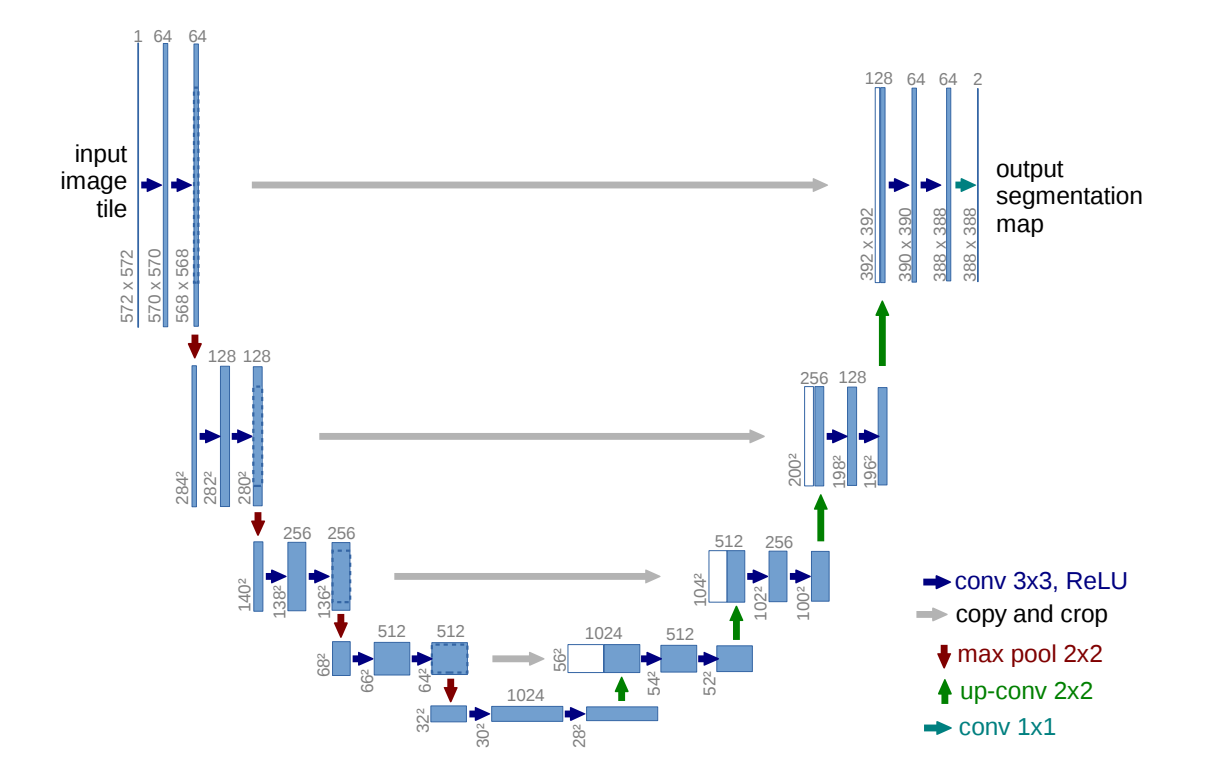 1 64 64
input
image
tile
572 x 572
570 x 570
568 x 568
128 64 64 2
output
segmentation
map
392 x 392
390 x 390
388 x 388
388 x 388
128 128
284²
282²
280²
256 128
200²
198²
196²
256 256
140²
138²
136²
512 256
104²
102²
100²
512 512
68²
66²
64²
1024 512
56²
54²
52²
1024
32²
30²
28²
conv 3x3, ReLU
copy and crop
max pool 2x2
up-conv 2x2
conv 1x1